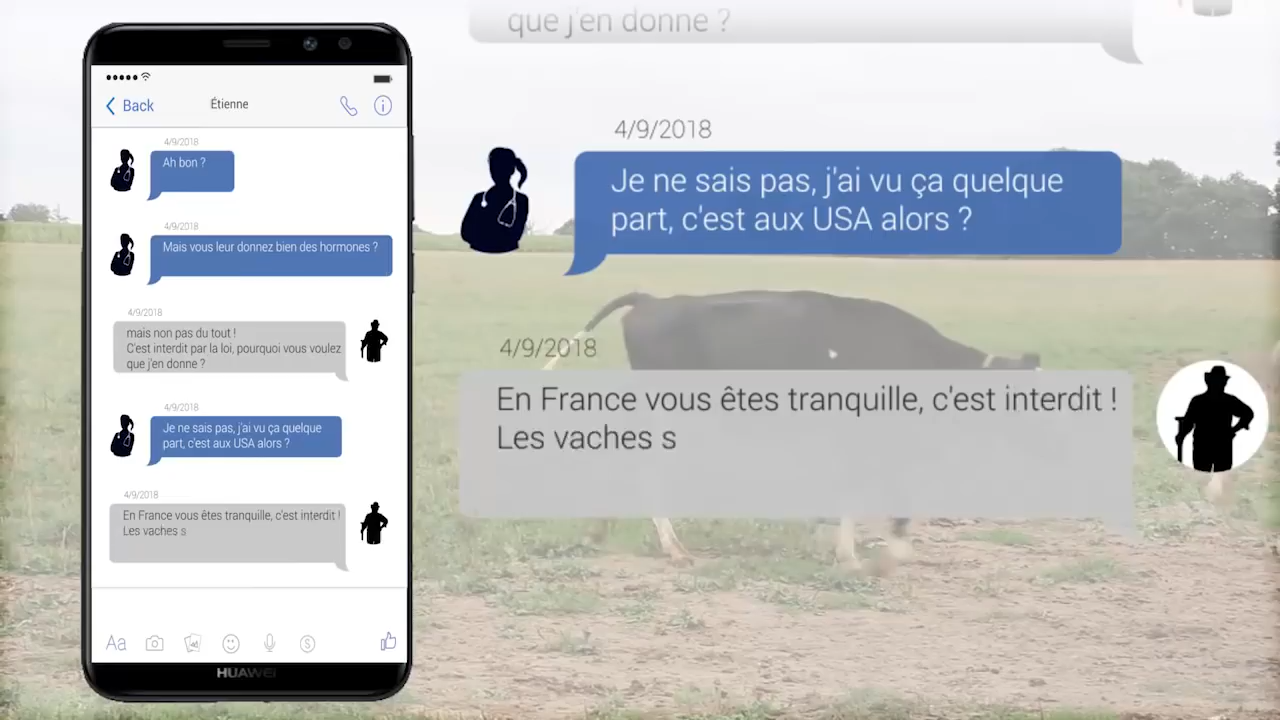 Back
Étienne
4/9/2018
Ah bon ?
4/9/2018
Mais vous leur donnez bien des hormones ?
4/9/2018
mais non pas du tout !
C'est interdit par la loi, pourquoi vous voulez
que j'en donne ?
4/9/2018
Je ne sais pas, j'ai vu ça quelque
part, c'est aux USA alors ?
4/9/2018
En France vous êtes tranquille, c'est interdit !
Les vaches s
Aa
HUAWEI
que j'en donne ?
4/9/2018
Je ne sais pas, j'ai vu ça quelque
part, c'est aux USA alors ?
4/9/2018
En France vous êtes tranquille, c'est interdit !
Les vaches s